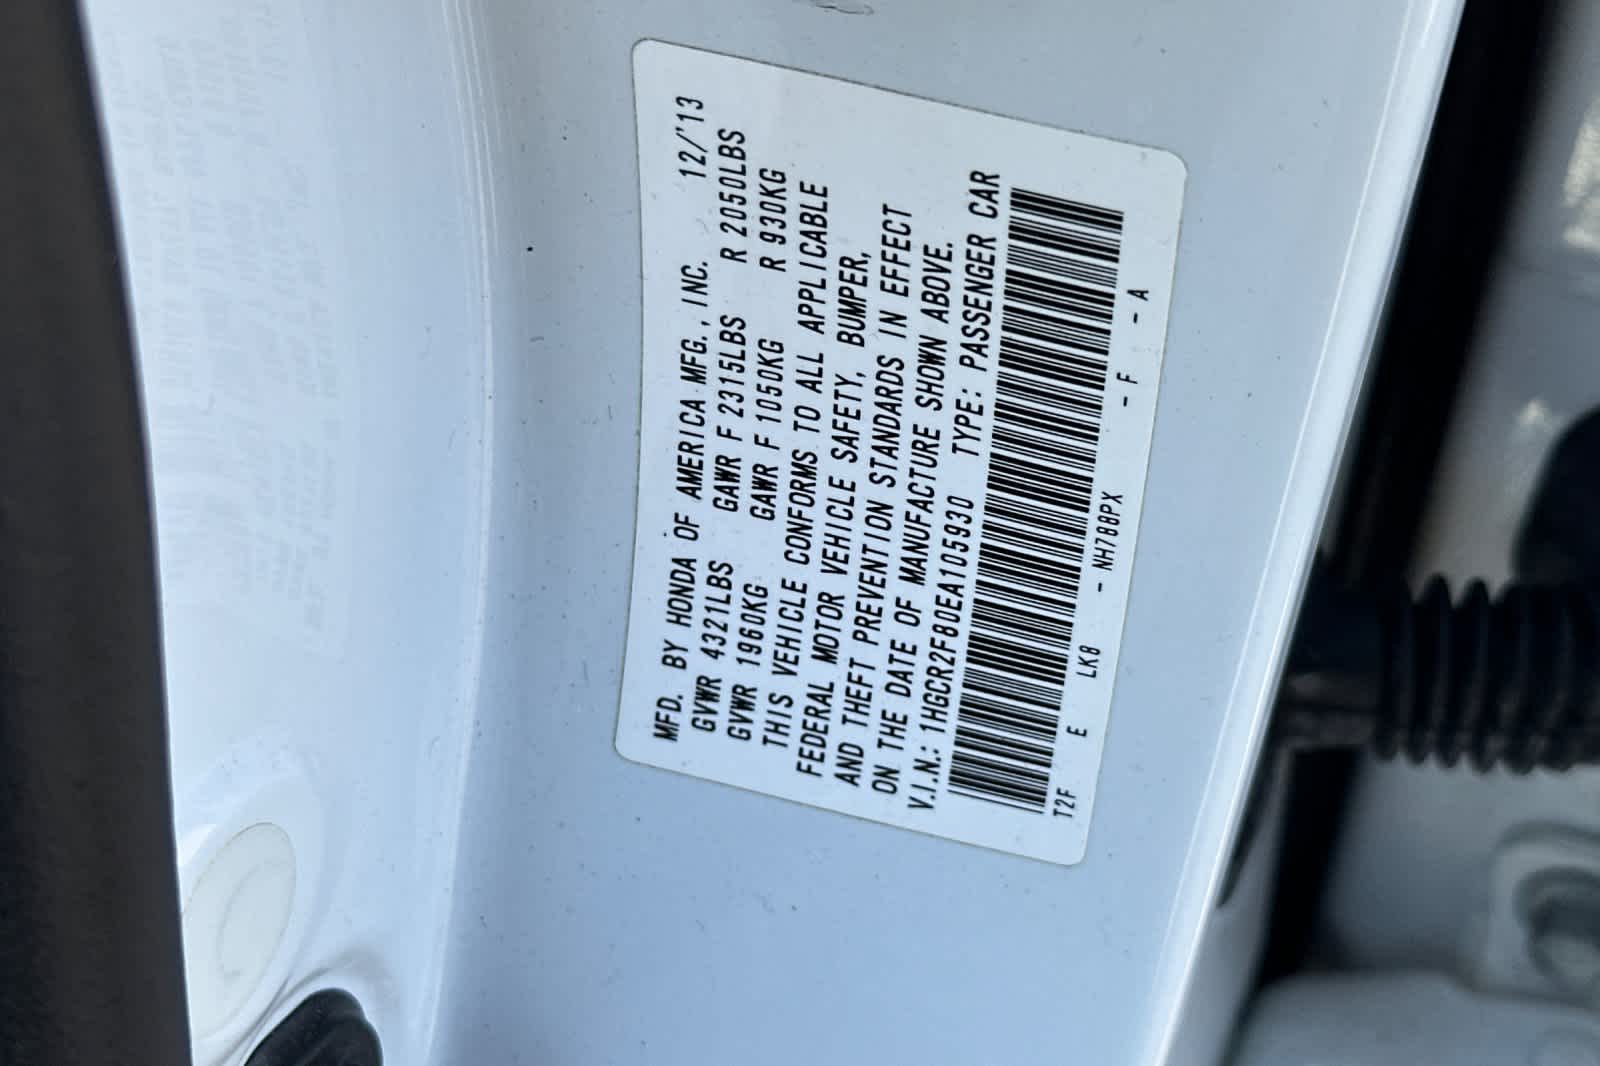 MFD. BY HONDA OF AMERICA MFG., INC. 12/'13
GVWR 4321LBS GAWR F 2315LBS R 2050LBS
GVWR 1960KG GAWR F 1050KG R 930KG
THIS VEHICLE CONFORMS TO ALL APPLICABLE
FEDERAL MOTOR VEHICLE SAFETY, BUMPER,
AND THEFT PREVENTION STANDARDS IN EFFECT
ON THE DATE OF MANUFACTURE SHOWN ABOVE.
V.I.N.: 1HGCR2F80EA105930 TYPE: PASSENGER CAR
T2F E LK8 - NH788PX - F - A